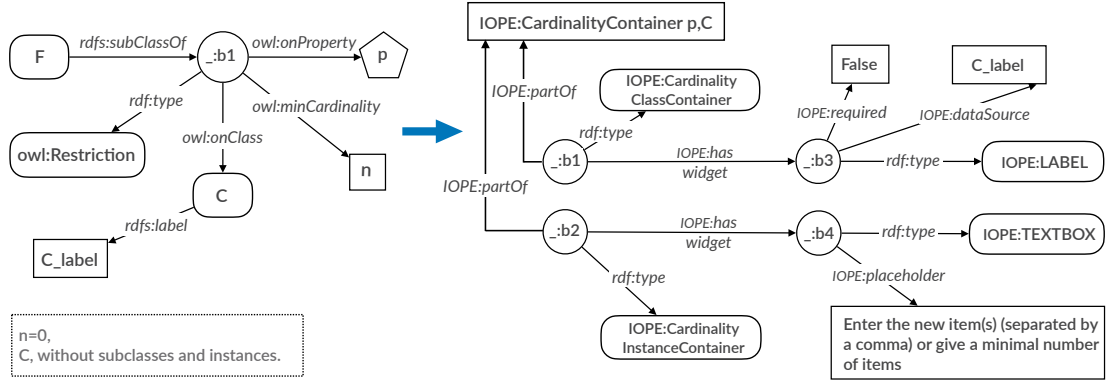 F
rdfs:subClassOf
_:b1
owl:onProperty
p
rdf:type
owl:minCardinality
owl:onClass
owl:Restriction
n
C
rdfs:label
C_label
n=0,
C, without subclasses and instances.
IOPE:CardinalityContainer p,C
IOPE:partOf
IOPE:Cardinality
ClassContainer
False
C_label
IOPE:required
IOPE:dataSource
rdf:type
_:b1
IOPE:has
widget
_:b3
rdf:type
IOPE:LABEL
IOPE:partOf
_:b2
IOPE:has
widget
_:b4
rdf:type
IOPE:TEXTBOX
rdf:type
IOPE:placeholder
IOPE:Cardinality
InstanceContainer
Enter the new item(s) (separated by
a comma) or give a minimal number
of items